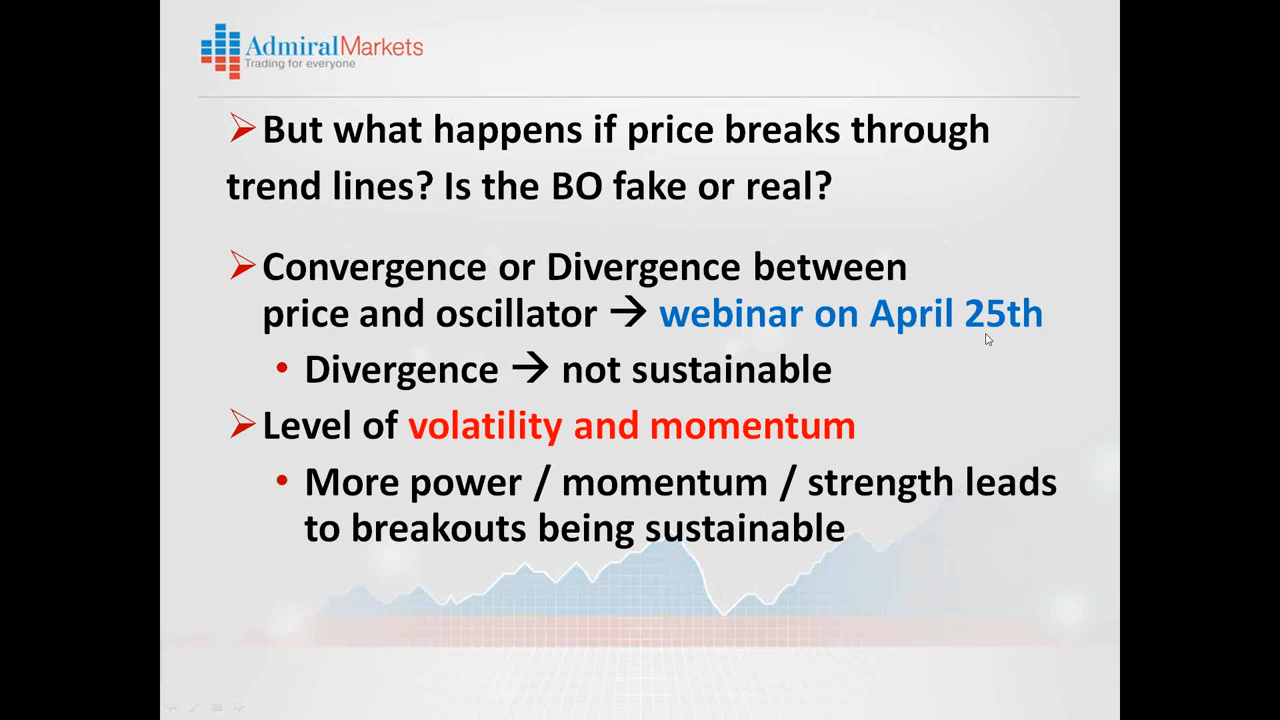 AdmiralMarkets
Trading for everyone
➢But what happens if price breaks through
trend lines? Is the BO fake or real?
➢Convergence or Divergence between
price and oscillator → webinar on April 25th
• Divergence → not sustainable
➢Level of volatility and momentum
• More power / momentum / strength leads
to breakouts being sustainable